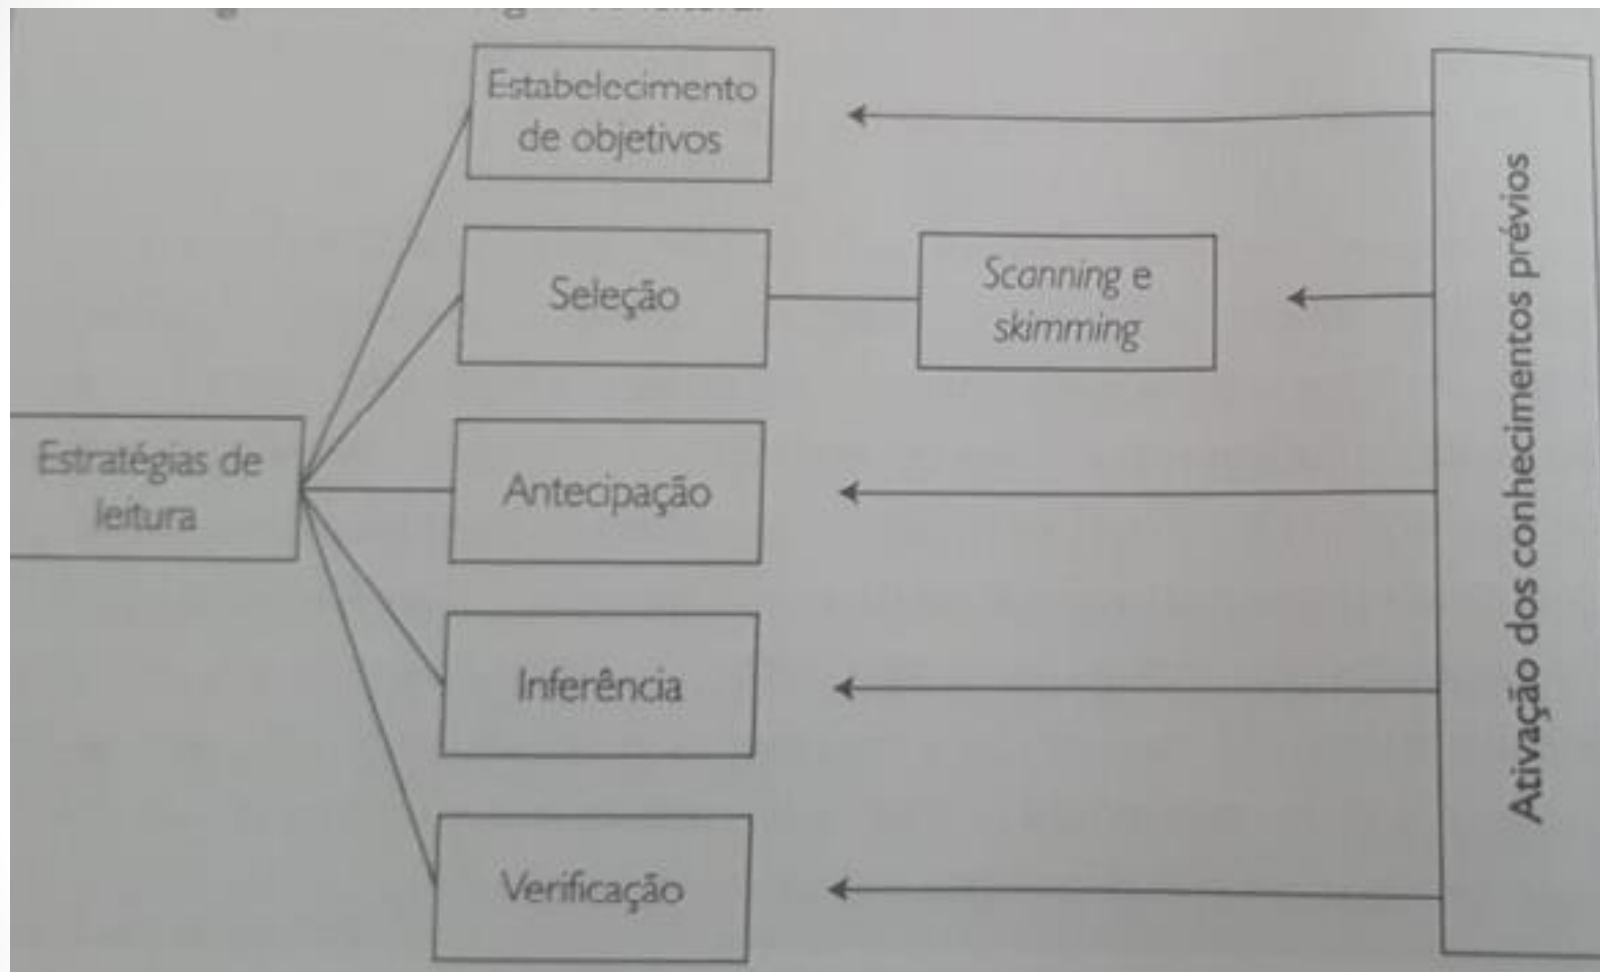 Estabelecimento
de objetivos
Seleção
Scanning e
skimming
Estratégias de
leitura
Antecipação
Inferência
Verificação
Ativação dos conhecimentos prévios